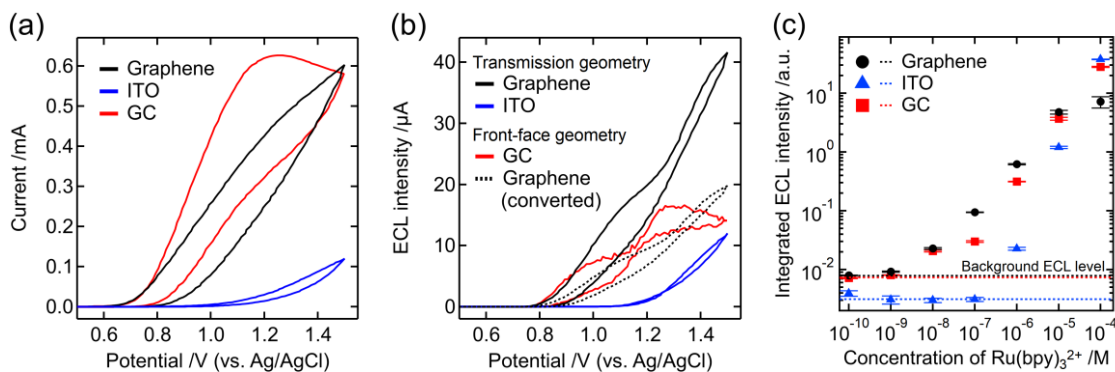 (a)
0.6
0.5
0.4
0.3
0.2
0.1
0.0
Current /mA
Graphene
ITO
GC
0.6
0.8
1.0
1.2
1.4
Potential /V (vs. Ag/AgCl)
(b)
40
30
20
10
0
ECL intensity /μA
Transmission geometry
Graphene
ITO
Front-face geometry
GC
Graphene
(converted)
0.6
0.8
1.0
1.2
1.4
Potential /V (vs. Ag/AgCl)
(c)
10¹
10⁰
10⁻¹
10⁻²
10⁻³
Integrated ECL intensity /a.u.
Graphene
ITO
GC
Background ECL level
10⁻¹⁰
10⁻⁹
10⁻⁸
10⁻⁷
10⁻⁶
10⁻⁵
10⁻⁴
Concentration of Ru(bpy)₃²⁺ /M